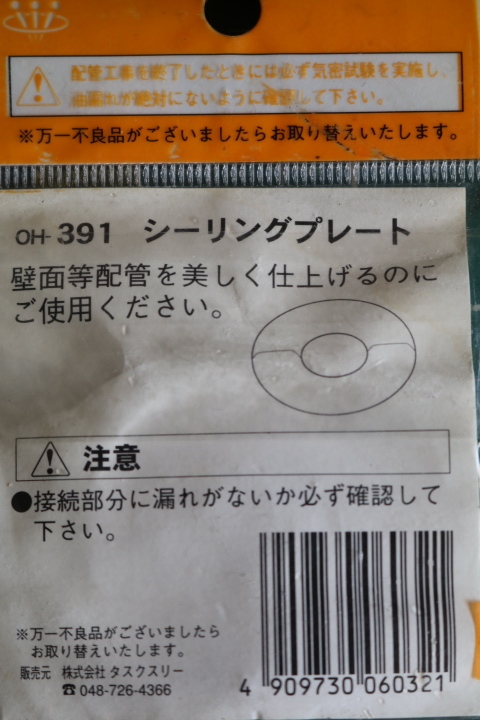 配管工事を終了したときには必ず気密試験を実施し、
油漏れが絶対にないように確認して下さい。
※万一不良品がございましたらお取り替えいたします。
OH-391 シーリングプレート
壁面等配管を美しく仕上げるのに
ご使用ください。
注意
●接続部分に漏れがないか必ず確認して
下さい。
※万一不良品がございましたら
お取り替えいたします。
販売元 株式会社 タスクスリー
☎048-726-4366
4 909730 060321